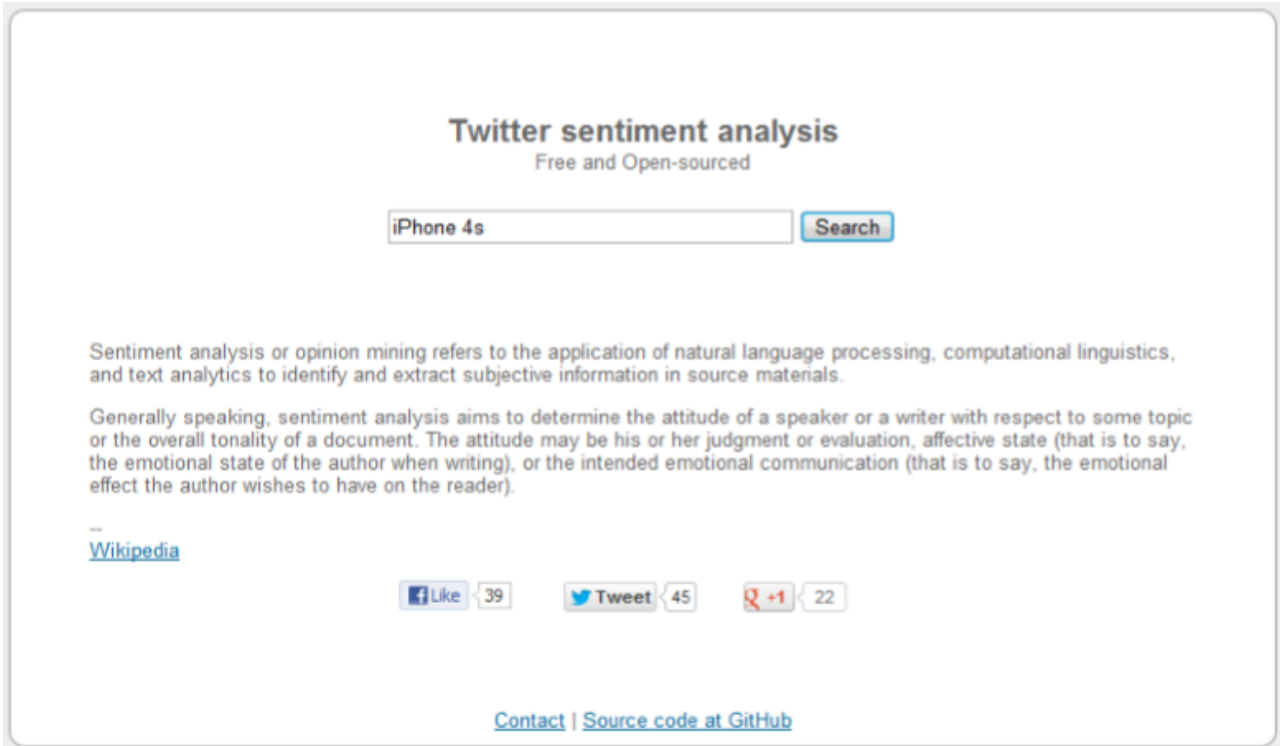 Twitter sentiment analysis
Free and Open-sourced
iPhone 4s Search
Sentiment analysis or opinion mining refers to the application of natural language processing, computational linguistics,
and text analytics to identify and extract subjective information in source materials.
Generally speaking, sentiment analysis aims to determine the attitude of a speaker or a writer with respect to some topic
or the overall tonality of a document. The attitude may be his or her judgment or evaluation, affective state (that is to say,
the emotional state of the author when writing), or the intended emotional communication (that is to say, the emotional
effect the author wishes to have on the reader).
--
Wikipedia
Like 39 Tweet 45 +1 22
Contact | Source code at GitHub